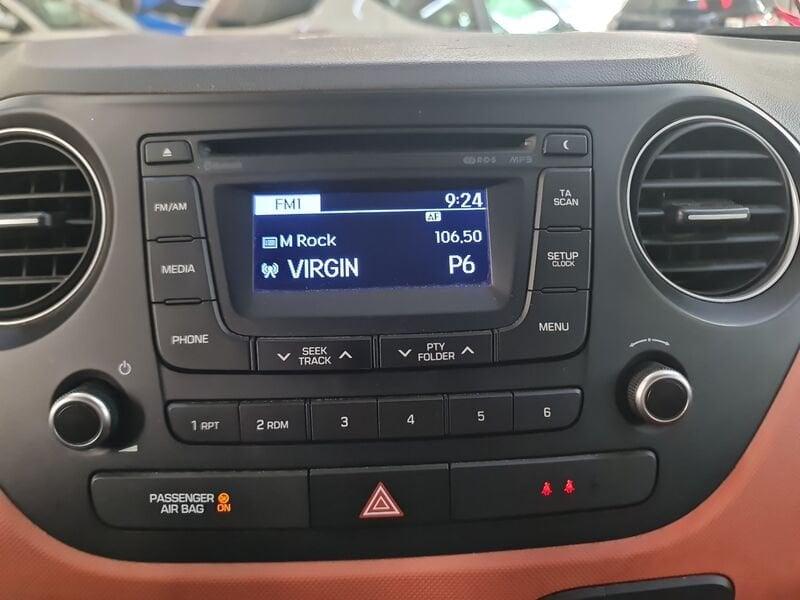 Bluetooth
RDS MP3
FM/AM
MEDIA
PHONE
FM1 9:24
AF
M Rock 106,50
VIRGIN P6
TA
SCAN
SETUP
CLOCK
MENU
SEEK
TRACK
PTY
FOLDER
1 RPT 2 RDM 3 4 5 6
PASSENGER
AIR BAG ON